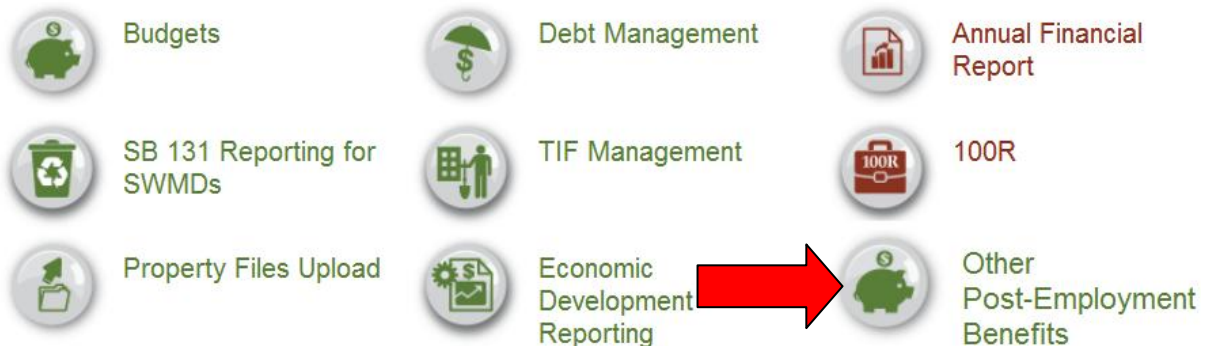 Budgets
Debt Management
Annual Financial
Report
SB 131 Reporting for
SWMDs
TIF Management
100R
100R
Property Files Upload
Economic
Development
Reporting
Other
Post-Employment
Benefits